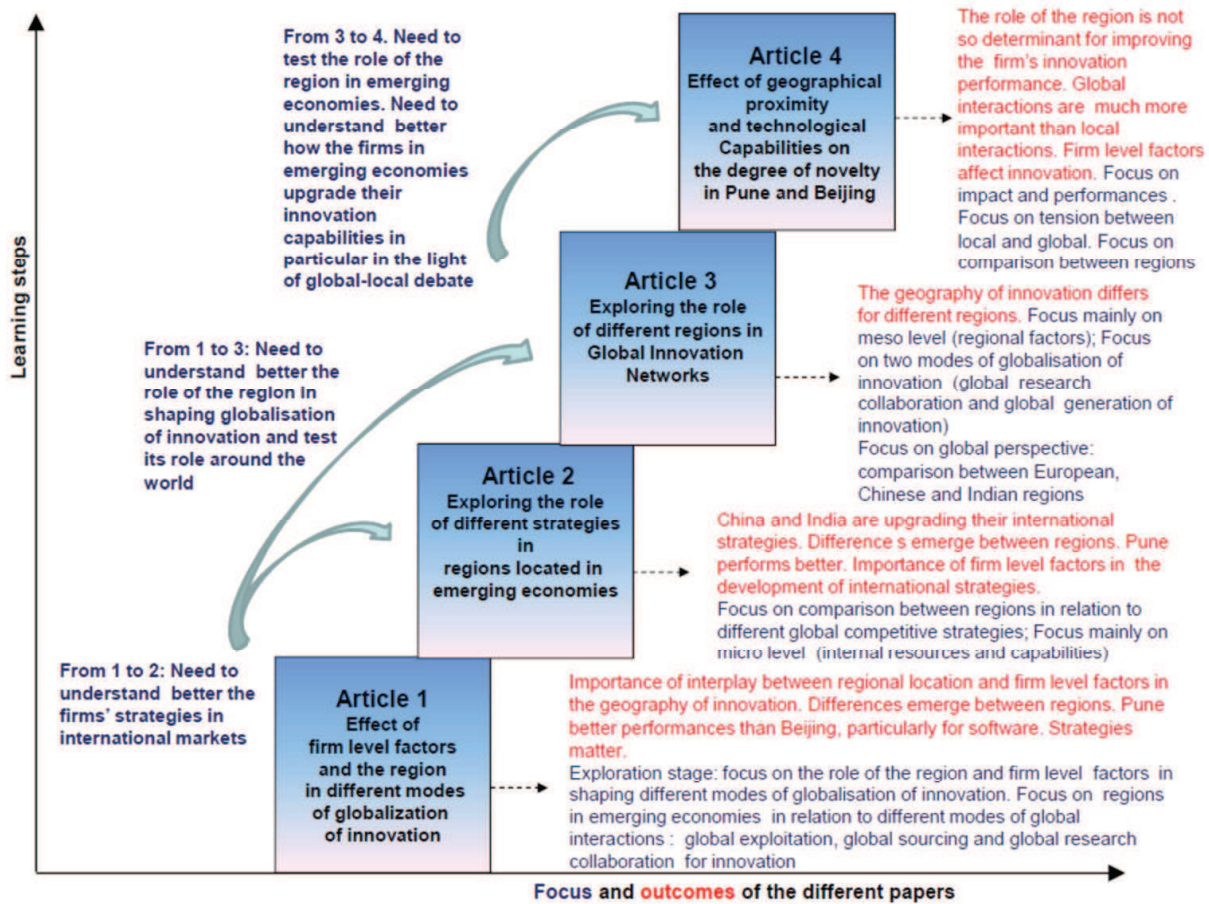 From 3 to 4. Need to
test the role of the
region in emerging
economies. Need to
understand better
how the firms in
emerging economies
upgrade their
innovation
capabilities in
particular in the light
of global-local debate
Article 4
Effect of geographical
proximity
and technological
Capabilities on
the degree of novelty
in Pune and Beijing
The role of the region is not
so determinant for improving
the firm's innovation
performance. Global
interactions are much more
important than local
interactions. Firm level factors
affect innovation. Focus on
impact and performances .
Focus on tension between
local and global. Focus on
comparison between regions
Learning steps
From 1 to 3: Need to
understand better the
role of the region in
shaping globalisation
of innovation and test
its role around the
world
Article 3
Exploring the role
of different regions in
Global Innovation
Networks
The geography of innovation differs
for different regions. Focus mainly on
meso level (regional factors); Focus
on two modes of globalisation of
innovation (global research
collaboration and global generation of
innovation)
Focus on global perspective:
comparison between European,
Chinese and Indian regions
Article 2
Exploring the role
of different strategies
in
regions located in
emerging economies
China and India are upgrading their international
strategies. Difference s emerge between regions. Pune
performs better. Importance of firm level factors in the
development of international strategies.
Focus on comparison between regions in relation to
different global competitive strategies; Focus mainly on
micro level (internal resources and capabilities)
From 1 to 2: Need to
understand better the
firms' strategies in
international markets
Article 1
Effect of
firm level factors
and the region
in different modes
of globalization
of innovation
Importance of interplay between regional location and firm level factors in
the geography of innovation. Differences emerge between regions. Pune
better performances than Beijing, particularly for software. Strategies
matter.
Exploration stage: focus on the role of the region and firm level factors in
shaping different modes of globalisation of innovation. Focus on regions
in emerging economies in relation to different modes of global
interactions : global exploitation, global sourcing and global research
collaboration for innovation
Focus and outcomes of the different papers